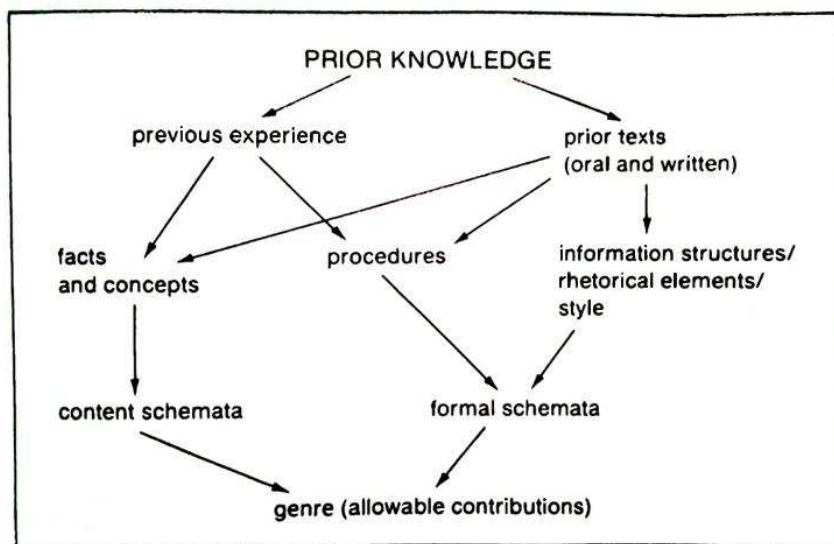 PRIOR KNOWLEDGE
previous experience
prior texts
(oral and written)
facts
and concepts
procedures
information structures/
rhetorical elements/
style
content schemata
formal schemata
genre (allowable contributions)